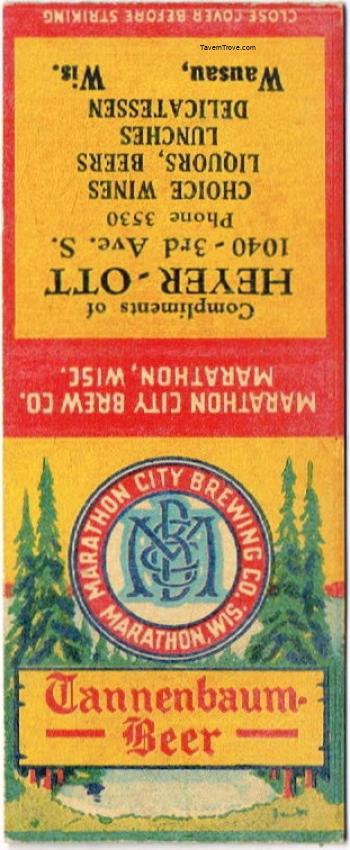 CLOSE COVER BEFORE STRIKING
TavernTrove.com
Compliments of
HEYER-OTT
1040-3rd Ave. S.
Phone 3530
CHOICE WINES
LIQUORS, BEERS
LUNCHES
DELICATESSEN
Wausau, Wis.
MARATHON CITY BREW CO.
MARATHON, WISC.
MARATHON CITY BREWING CO.
MCBCO
MARATHON, WIS.
Tannenbaum-
Beer